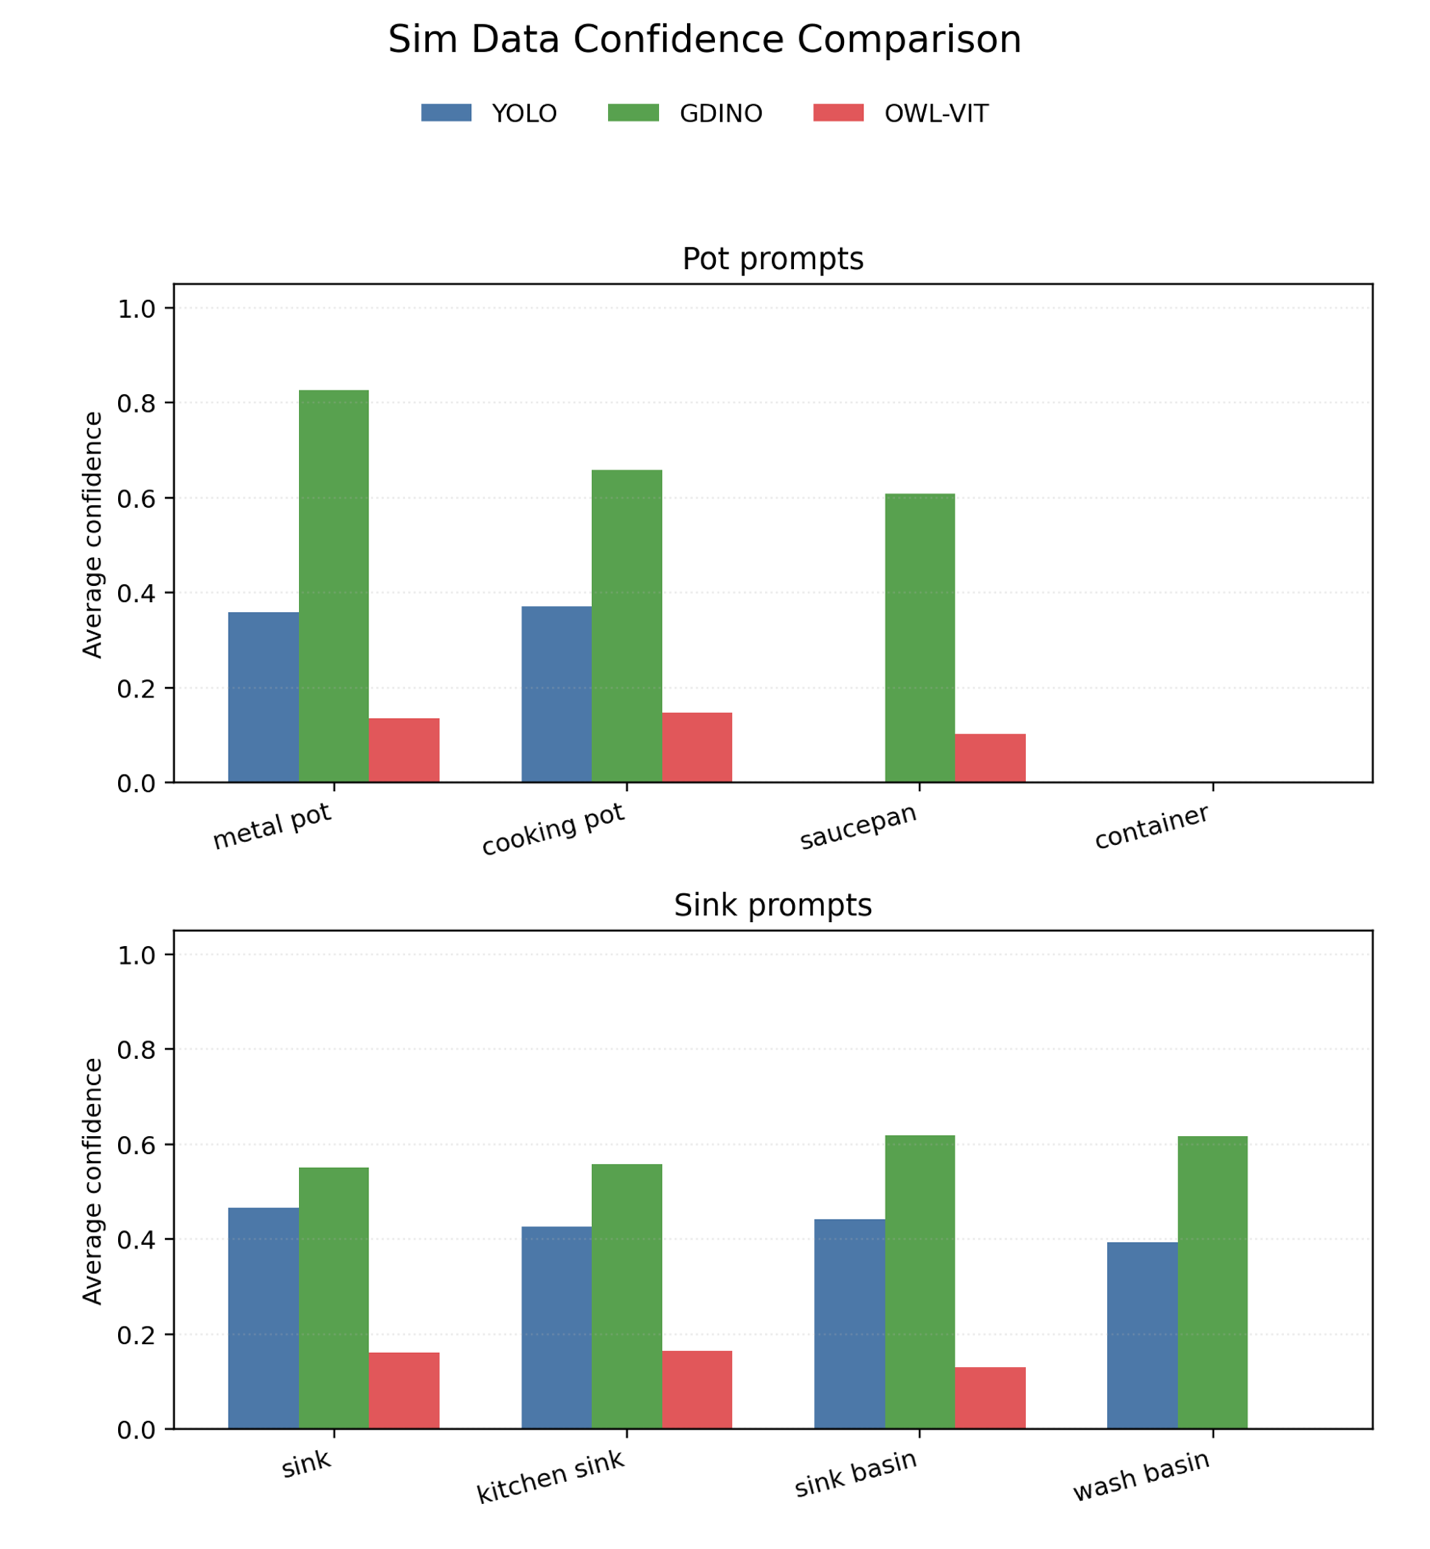 Sim Data Confidence Comparison
YOLO GDINO OWL-VIT
Pot prompts
Average confidence
1.0
0.8
0.6
0.4
0.2
0.0
metal pot cooking pot saucepan container
Sink prompts
Average confidence
1.0
0.8
0.6
0.4
0.2
0.0
sink kitchen sink sink basin wash basin